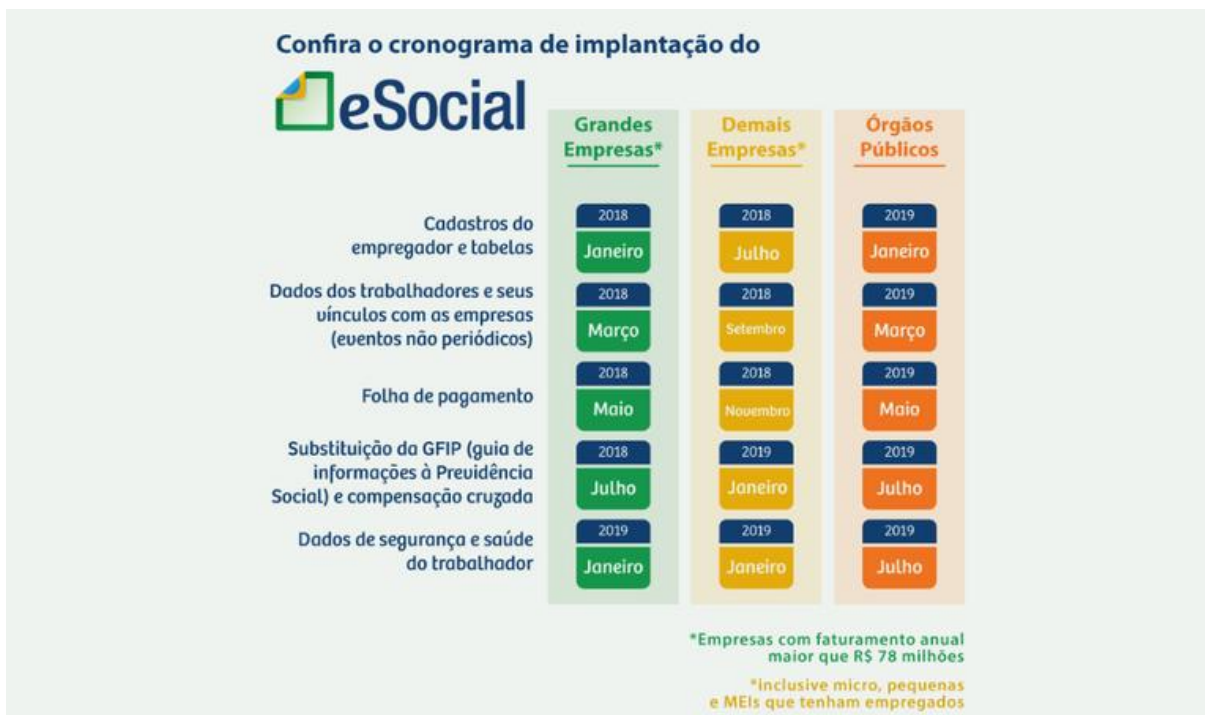 Confira o cronograma de implantação do
eSocial
Grandes
Empresas*
Demais
Empresas*
Órgãos
Públicos
Cadastros do
empregador e tabelas
2018
Janeiro
2018
Julho
2019
Janeiro
Dados dos trabalhadores e seus
vínculos com as empresas
(eventos não periódicos)
2018
Março
2018
Setembro
2019
Março
Folha de pagamento
2018
Maio
2018
Novembro
2019
Maio
Substituição da GFIP (guia de
informações à Previdência
Social) e compensação cruzada
2018
Julho
2019
Janeiro
2019
Julho
Dados de segurança e saúde
do trabalhador
2019
Janeiro
2019
Janeiro
2019
Julho
*Empresas com faturamento anual
maior que R$ 78 milhões
*inclusive micro, pequenas
e MEIs que tenham empregados